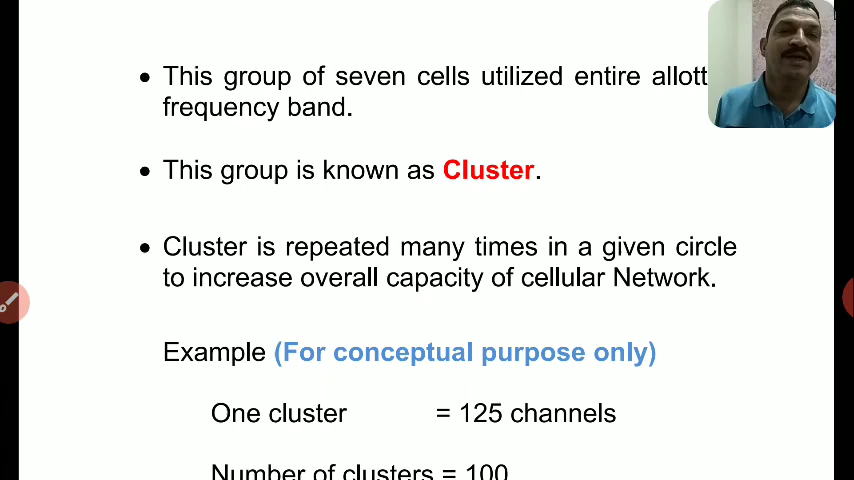 • This group of seven cells utilized entire
frequency band.
• This group is known as Cluster.
• Cluster is repeated many times in a given circle
to increase overall capacity of cellular Network.
Example (For conceptual purpose only)
One cluster = 125 channels
Number of clusters = 100